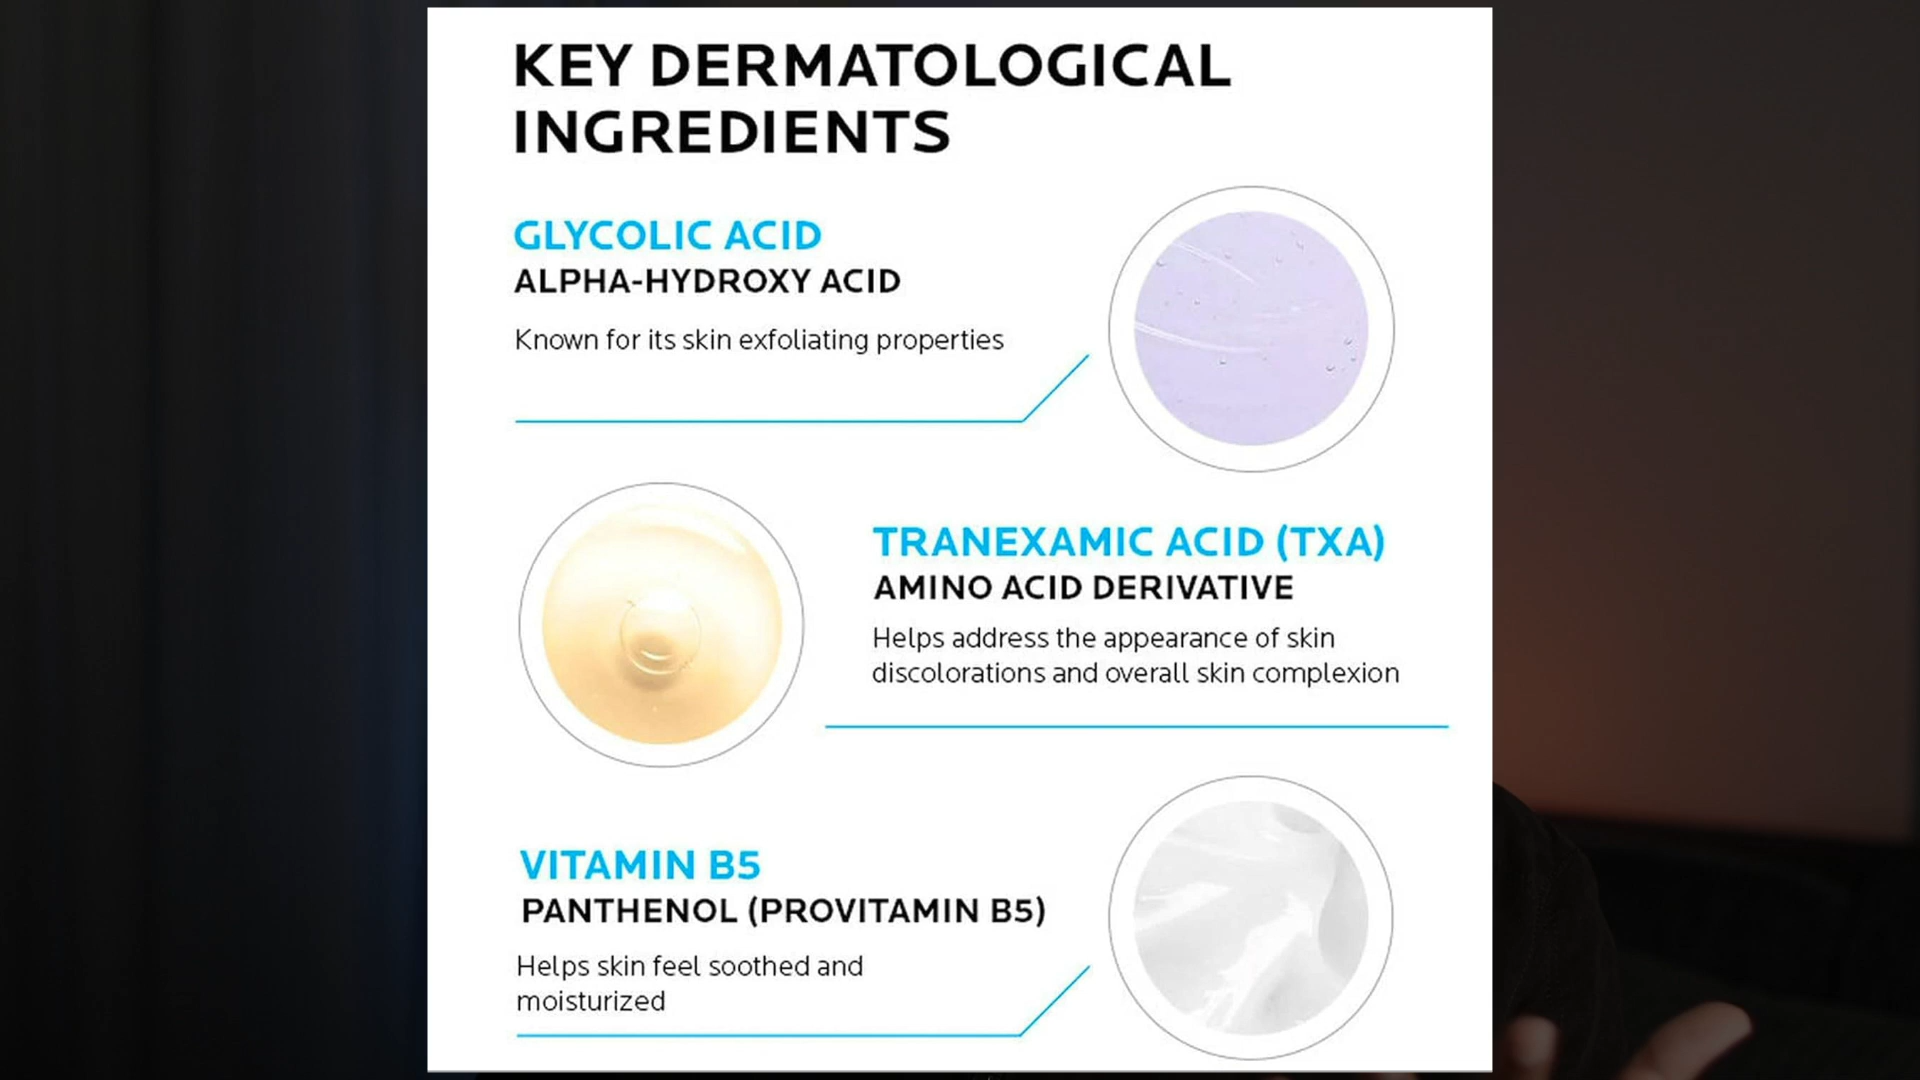 KEY DERMATOLOGICAL
INGREDIENTS
GLYCOLIC ACID
ALPHA-HYDROXY ACID
Known for its skin exfoliating properties
TRANEXAMIC ACID (TXA)
AMINO ACID DERIVATIVE
Helps address the appearance of skin
discolorations and overall skin complexion
VITAMIN B5
PANTHENOL (PROVITAMIN B5)
Helps skin feel soothed and
moisturized